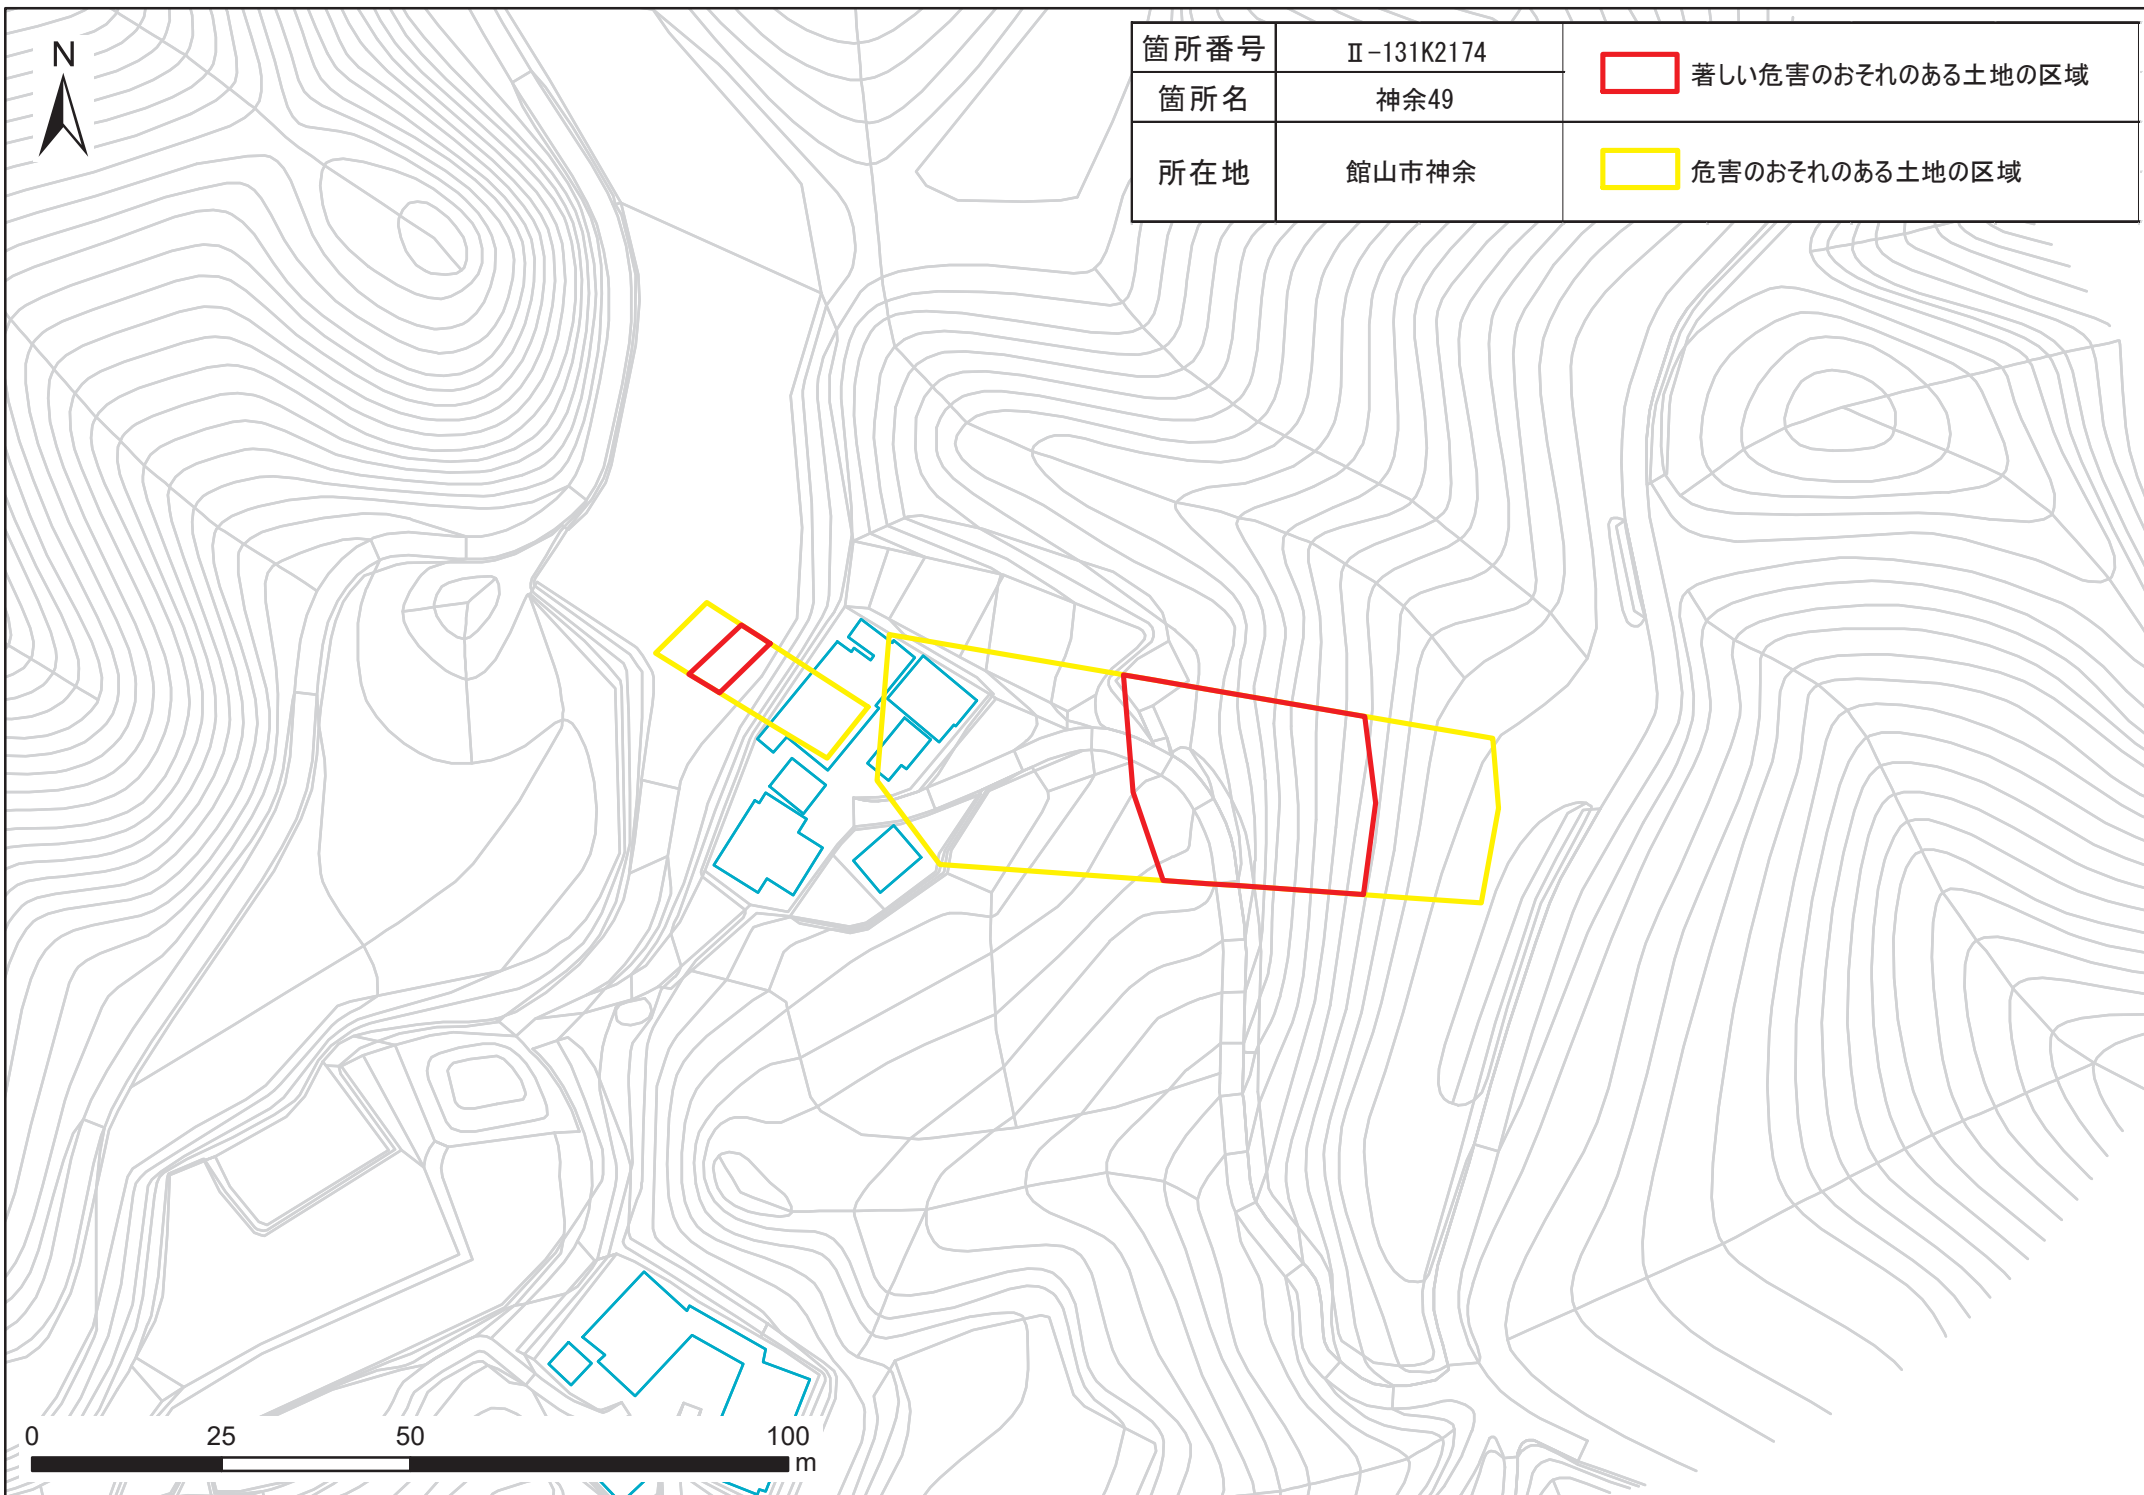 N
箇所番号 Ⅱ-131K2174
箇所名 神余49
所在地 館山市神余
著しい危害のおそれのある土地の区域
危害のおそれのある土地の区域
0 25 50 100
m